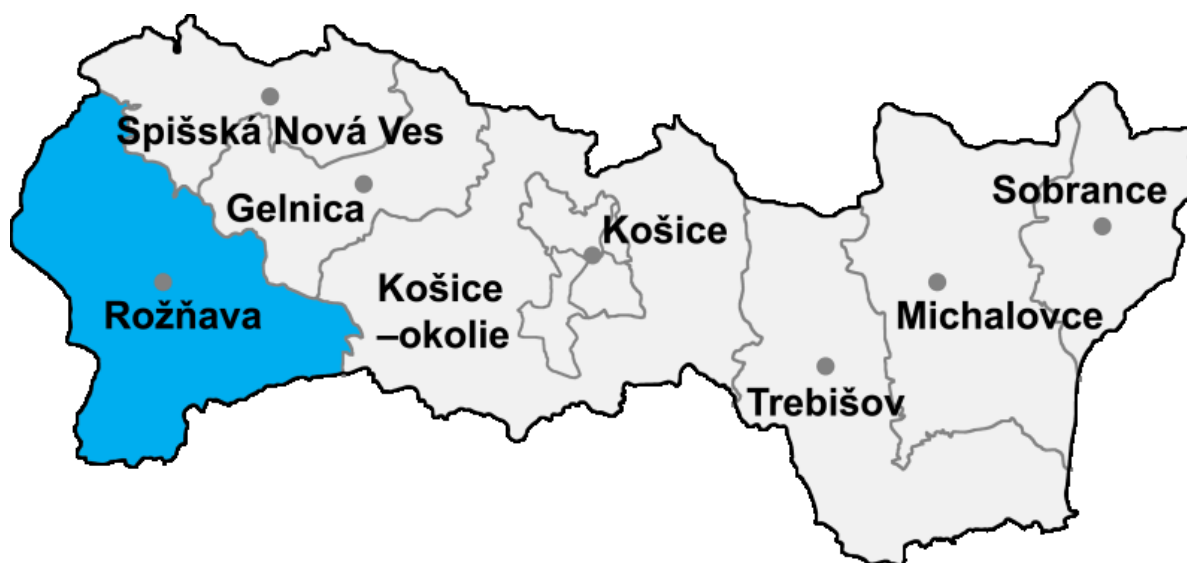 Spišská Nová Ves
Gelnica
Rožňava
Košice
–okolie
Košice
Trebišov
Michalovce
Sobrance